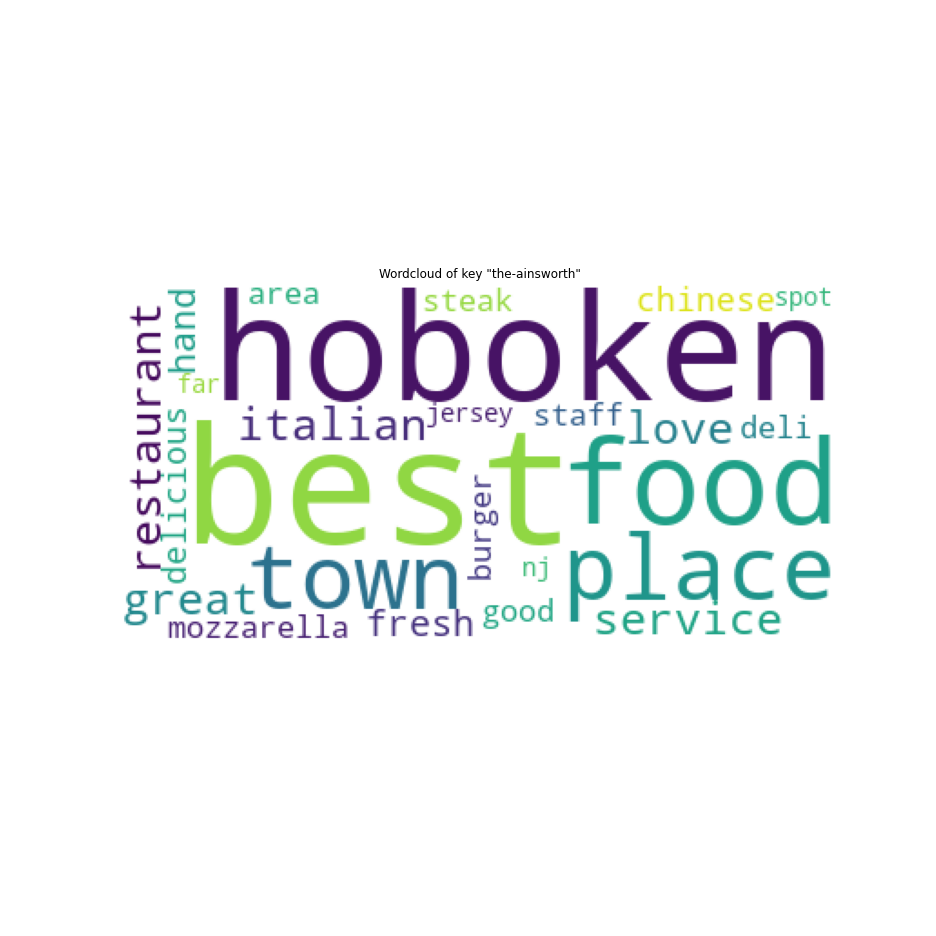 Wordcloud of key "the-ainsworth"
hand
area
steak
chinese
spot
hoboken
restaurant
far
italian
jersey
staff
love
deli
delicious
best
food
burger
town
nj
place
great
good
service
mozzarella
fresh